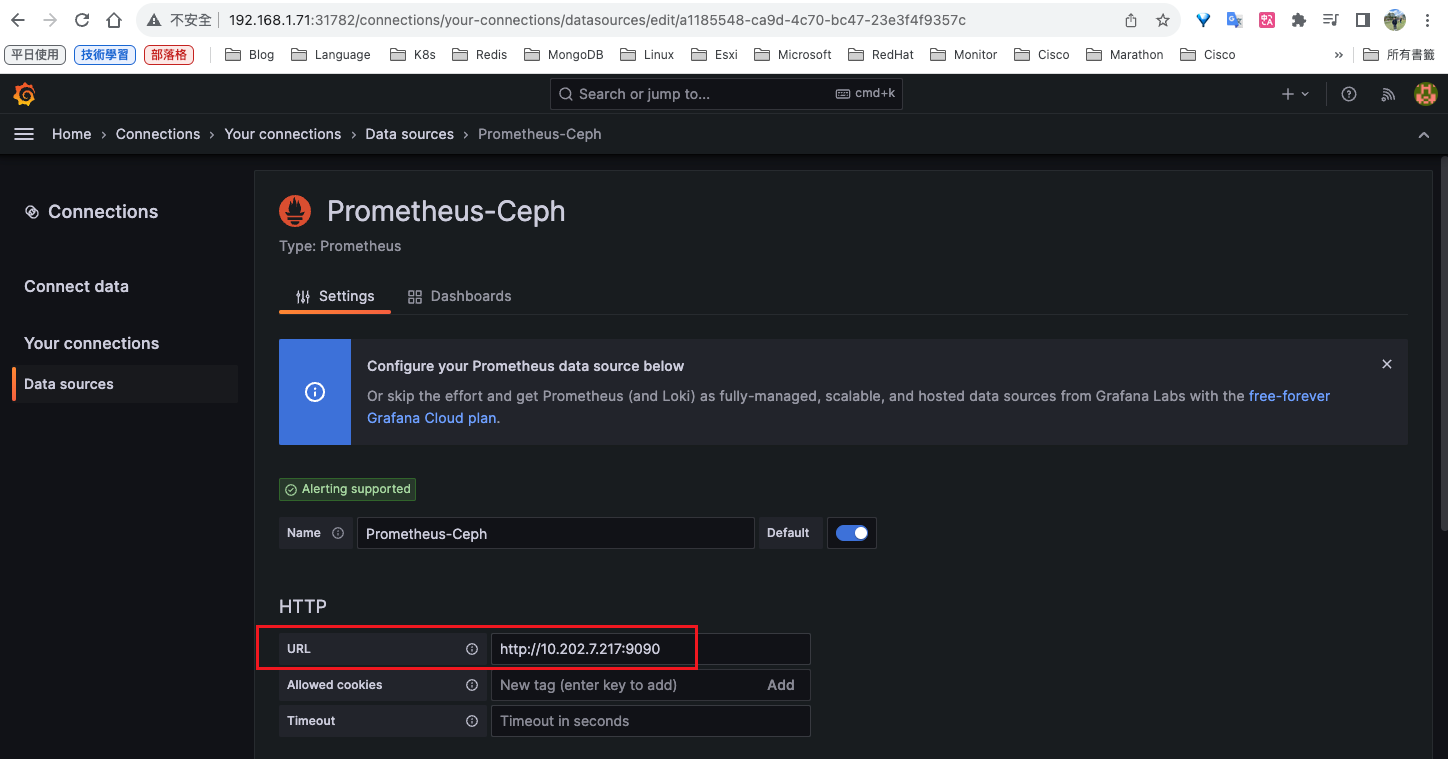 不安全 192.168.1.71:31782/connections/your-connections/datasources/edit/a1185548-ca9d-4c70-bc47-23e3f4f9357c
平日使用 技術學習 部落格 Blog Language K8s Redis MongoDB Linux Esxi Microsoft RedHat Monitor Cisco Marathon Cisco » 所有書籤
Search or jump to... cmd+k
Home › Connections › Your connections › Data sources › Prometheus-Ceph
Connections
Connect data
Your connections
Data sources
Prometheus-Ceph
Type: Prometheus
Settings Dashboards
Configure your Prometheus data source below
Or skip the effort and get Prometheus (and Loki) as fully-managed, scalable, and hosted data sources from Grafana Labs with the free-forever
Grafana Cloud plan.
Alerting supported
Name Prometheus-Ceph Default
HTTP
URL http://10.202.7.217:9090
Allowed cookies New tag (enter key to add) Add
Timeout Timeout in seconds